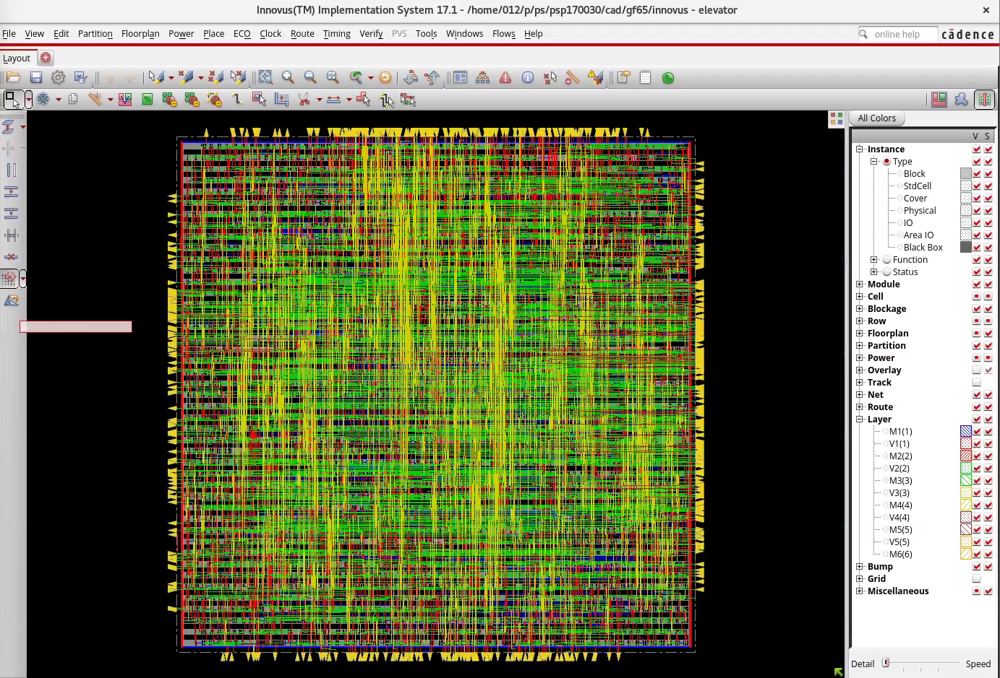 Innovus(TM) Implementation System 17.1 - /home/012/p/ps/psp170030/cad/gf65/innovus - elevator
File View Edit Partition Floorplan Power Place ECO Clock Route Timing Verify PVS Tools Windows Flows Help
online help cādence
Layout
All Colors
V S
Instance
Type
Block
StdCell
Cover
Physical
IO
Area IO
Black Box
Function
Status
Module
Cell
Blockage
Row
Floorplan
Partition
Power
Overlay
Track
Net
Route
Layer
M1(1)
V1(1)
M2(2)
V2(2)
M3(3)
V3(3)
M4(4)
V4(4)
M5(5)
V5(5)
M6(6)
Bump
Grid
Miscellaneous
Detail Speed